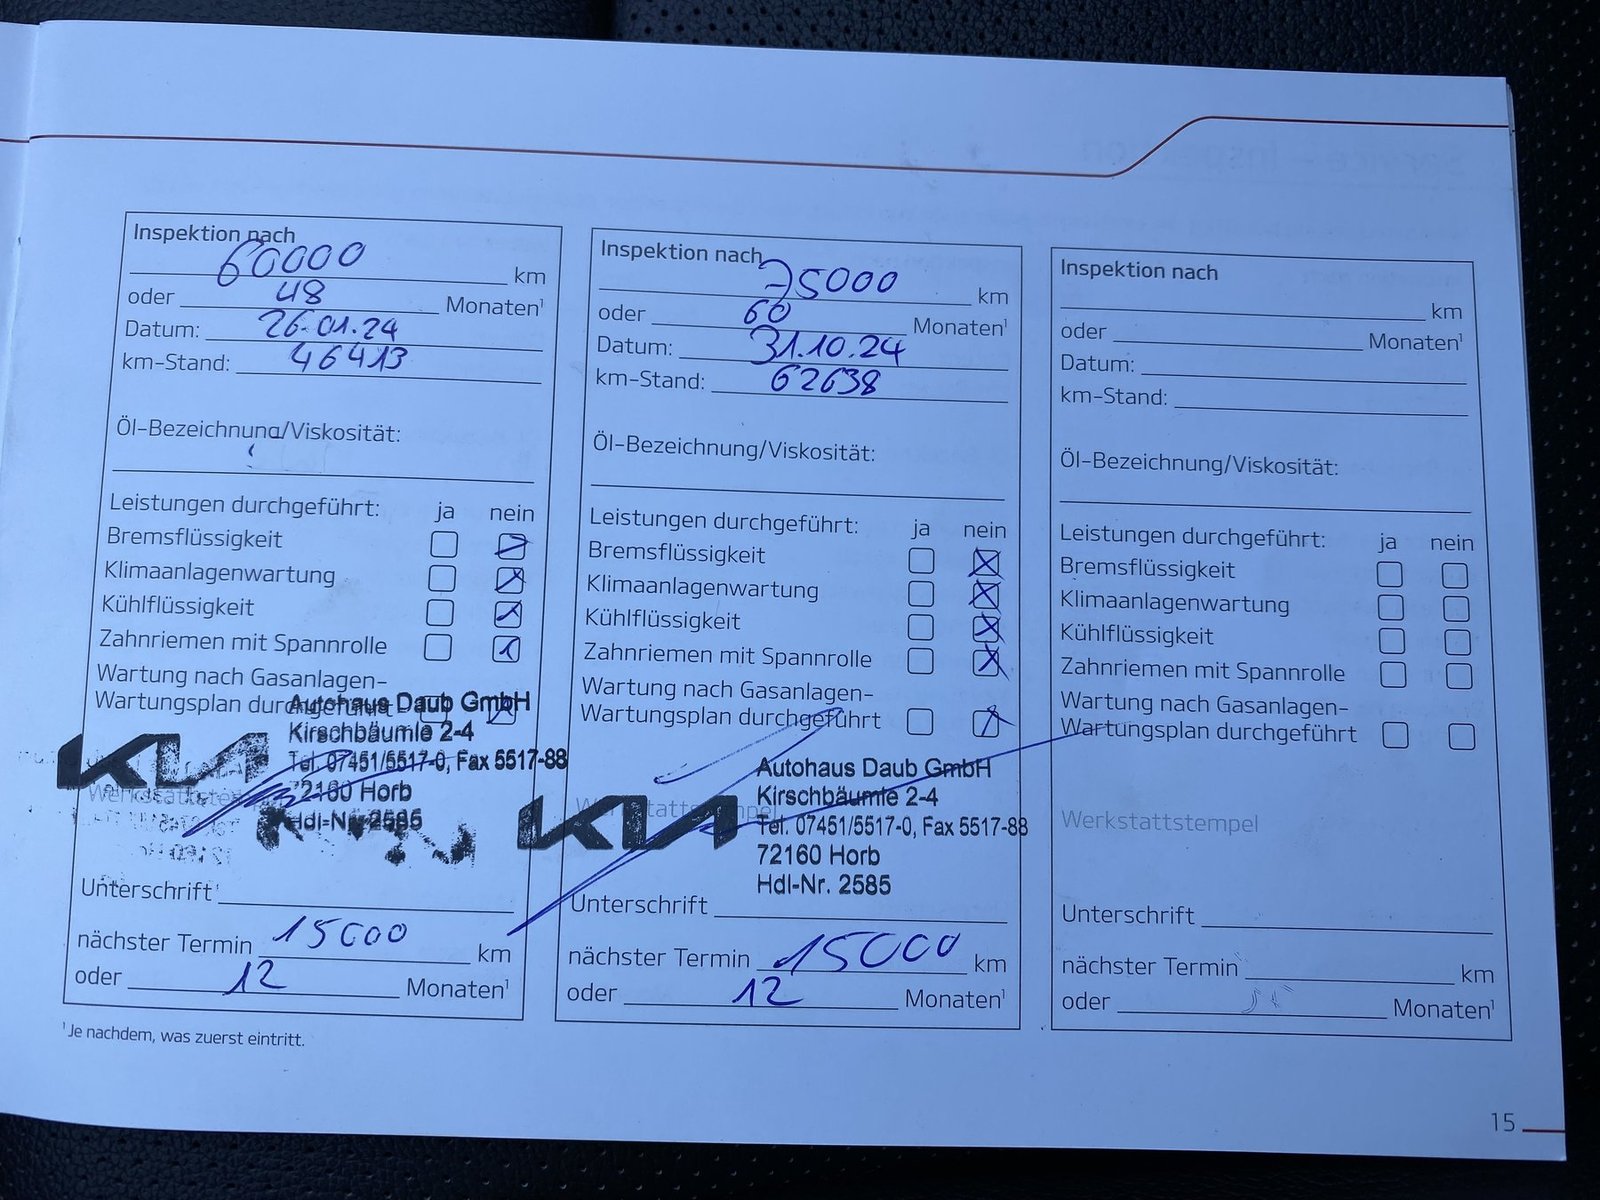 Inspektion nach
60000 km
oder 48 Monaten¹
Datum: 26.01.24
km-Stand: 46413
Öl-Bezeichnung/Viskosität:
Leistungen durchgeführt: ja nein
Bremsflüssigkeit
Klimaanlagenwartung
Kühlflüssigkeit
Zahnriemen mit Spannrolle
Wartung nach Gasanlagen-
Wartungsplan durchgeführt
Autohaus Daub GmbH
Kirschbäumle 2-4
KIA
Tel. 07451/5517-0, Fax 5517-88
72160 Horb
Werkstattstempel
Hdl-Nr. 2585
Unterschrift
nächster Termin 15000 km
oder 12 Monaten¹
¹ Je nachdem, was zuerst eintritt.
Inspektion nach
75000 km
oder 60 Monaten¹
Datum: 31.10.24
km-Stand: 62638
Öl-Bezeichnung/Viskosität:
Leistungen durchgeführt: ja nein
Bremsflüssigkeit
Klimaanlagenwartung
Kühlflüssigkeit
Zahnriemen mit Spannrolle
Wartung nach Gasanlagen-
Wartungsplan durchgeführt
Autohaus Daub GmbH
Kirschbäumle 2-4
Werkstattstempel
KIA
Tel. 07451/5517-0, Fax 5517-88
72160 Horb
Hdl-Nr. 2585
Unterschrift
nächster Termin 15000 km
oder 12 Monaten¹
Inspektion nach
km
oder Monaten¹
Datum:
km-Stand:
Öl-Bezeichnung/Viskosität:
Leistungen durchgeführt: ja nein
Bremsflüssigkeit
Klimaanlagenwartung
Kühlflüssigkeit
Zahnriemen mit Spannrolle
Wartung nach Gasanlagen-
Wartungsplan durchgeführt
Werkstattstempel
Unterschrift
nächster Termin km
oder Monaten¹
15